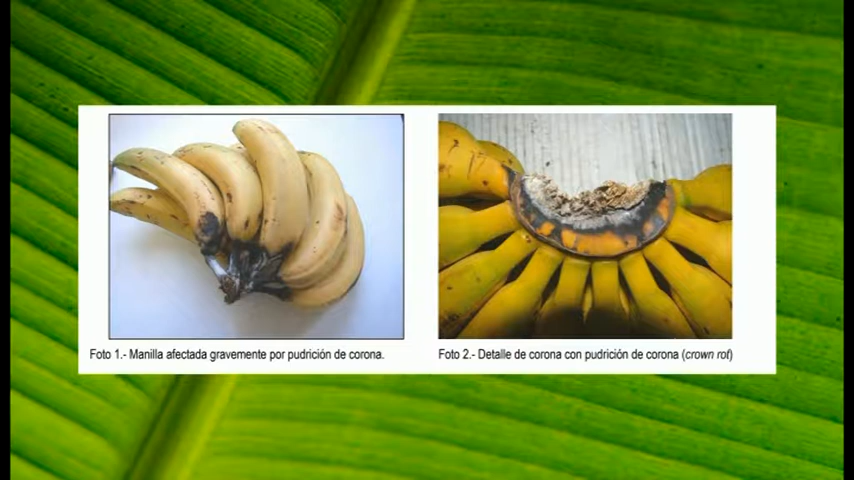 Foto 1.- Manilla afectada gravemente por pudrición de corona.
Foto 2.- Detalle de corona con pudrición de corona (crown rot)